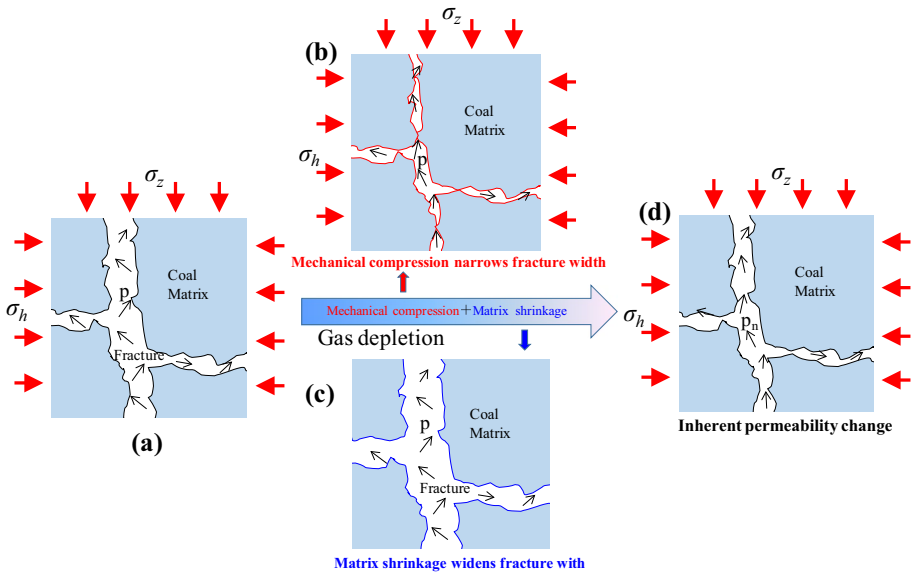 (a)
σz
σh
p
Coal
Matrix
Fracture
(b)
σz
σh
p
Coal
Matrix
Mechanical compression narrows fracture width
Mechanical compression+Matrix shrinkage
Gas depletion
(c)
p
Coal
Matrix
Fracture
Matrix shrinkage widens fracture with
(d)
σz
σh
pn
Coal
Matrix
Inherent permeability change